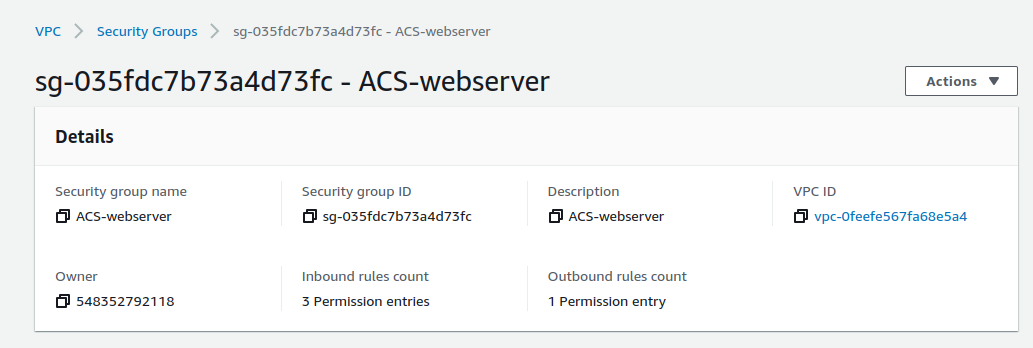 VPC > Security Groups > sg-035fdc7b73a4d73fc - ACS-webserver
sg-035fdc7b73a4d73fc - ACS-webserver
Actions ▼
Details
Security group name Security group ID Description VPC ID
ACS-webserver sg-035fdc7b73a4d73fc ACS-webserver vpc-0feefe567fa68e5a4
Owner Inbound rules count Outbound rules count
548352792118 3 Permission entries 1 Permission entry